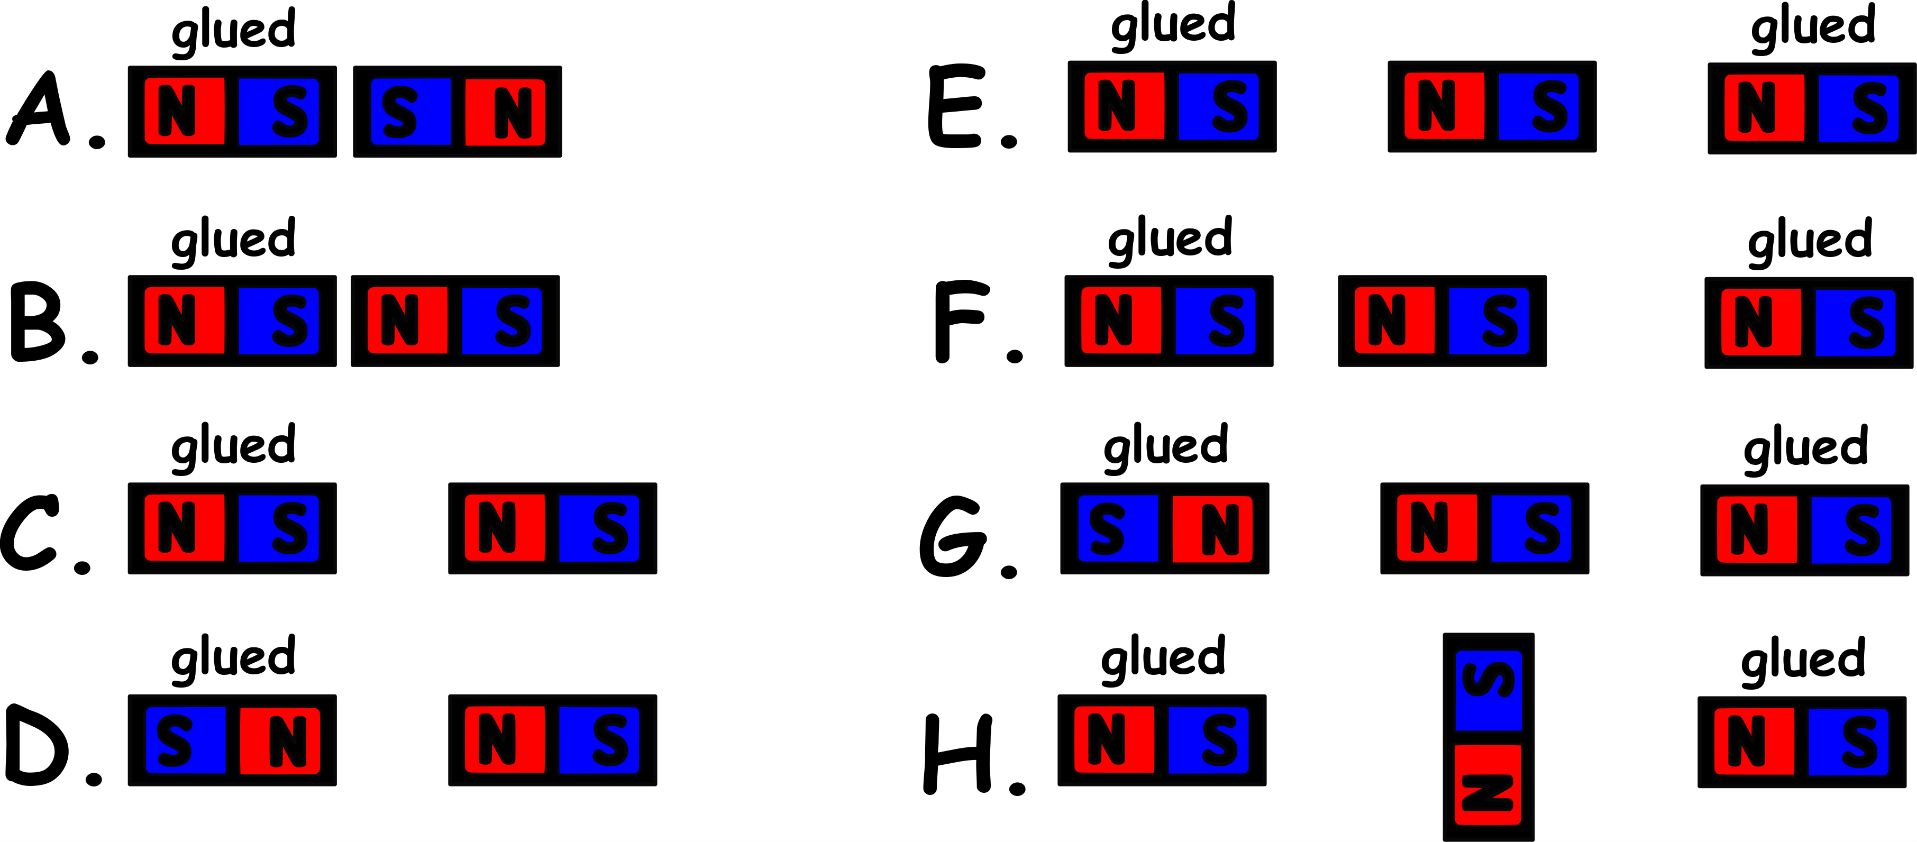 glued
A. N S S N
glued
B. N S N S
glued
C. N S N S
glued
D. S N N S
glued glued
E. N S N S N S
glued glued
F. N S N S N S
glued glued
G. S N N S N S
glued glued
H. N S S N N S